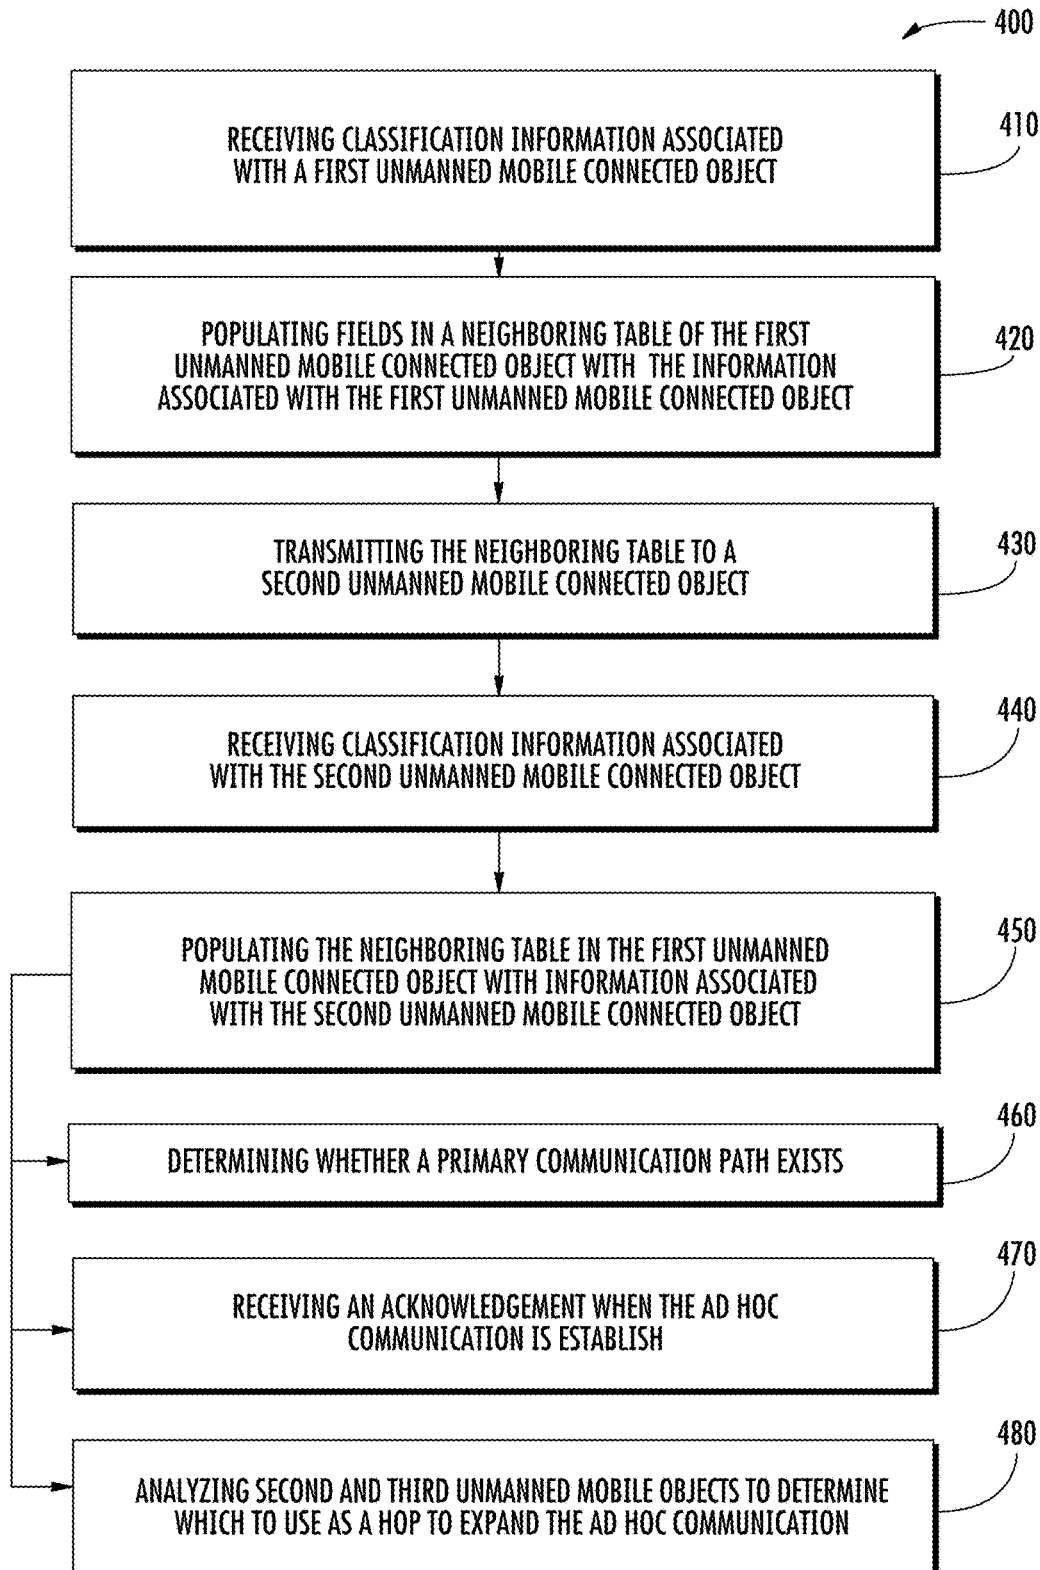 400
RECEIVING CLASSIFICATION INFORMATION ASSOCIATED
WITH A FIRST UNMANNED MOBILE CONNECTED OBJECT
410
POPULATING FIELDS IN A NEIGHBORING TABLE OF THE FIRST
UNMANNED MOBILE CONNECTED OBJECT WITH THE INFORMATION
ASSOCIATED WITH THE FIRST UNMANNED MOBILE CONNECTED OBJECT
420
TRANSMITTING THE NEIGHBORING TABLE TO A
SECOND UNMANNED MOBILE CONNECTED OBJECT
430
RECEIVING CLASSIFICATION INFORMATION ASSOCIATED
WITH THE SECOND UNMANNED MOBILE CONNECTED OBJECT
440
POPULATING THE NEIGHBORING TABLE IN THE FIRST UNMANNED
MOBILE CONNECTED OBJECT WITH INFORMATION ASSOCIATED
WITH THE SECOND UNMANNED MOBILE CONNECTED OBJECT
450
DETERMINING WHETHER A PRIMARY COMMUNICATION PATH EXISTS
460
RECEIVING AN ACKNOWLEDGEMENT WHEN THE AD HOC
COMMUNICATION IS ESTABLISH
470
ANALYZING SECOND AND THIRD UNMANNED MOBILE OBJECTS TO DETERMINE
WHICH TO USE AS A HOP TO EXPAND THE AD HOC COMMUNICATION
480